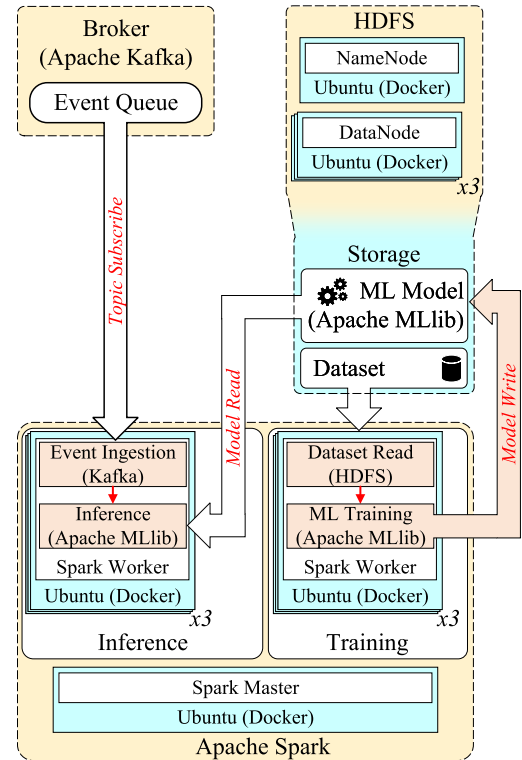 Broker
(Apache Kafka)
Event Queue
Topic Subscribe
HDFS
NameNode
Ubuntu (Docker)
DataNode
Ubuntu (Docker)
x3
Storage
ML Model
(Apache MLlib)
Dataset
Model Read
Model Write
Event Ingestion
(Kafka)
Inference
(Apache MLlib)
Spark Worker
Ubuntu (Docker)
x3
Inference
Dataset Read
(HDFS)
ML Training
(Apache MLlib)
Spark Worker
Ubuntu (Docker)
x3
Training
Spark Master
Ubuntu (Docker)
Apache Spark